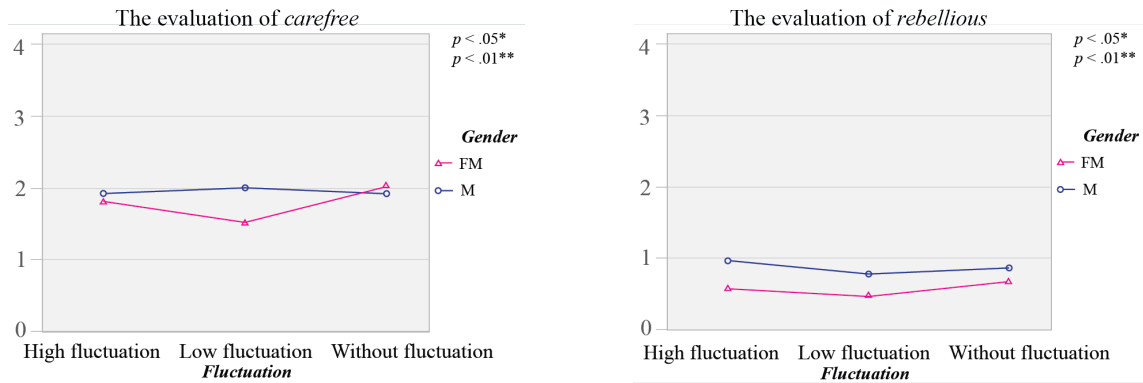 The evaluation of carefree
p < .05*
p < .01**
4
3
2
1
0
Gender
FM
M
High fluctuation Low fluctuation Without fluctuation
Fluctuation
The evaluation of rebellious
p < .05*
p < .01**
4
3
2
1
0
Gender
FM
M
High fluctuation Low fluctuation Without fluctuation
Fluctuation